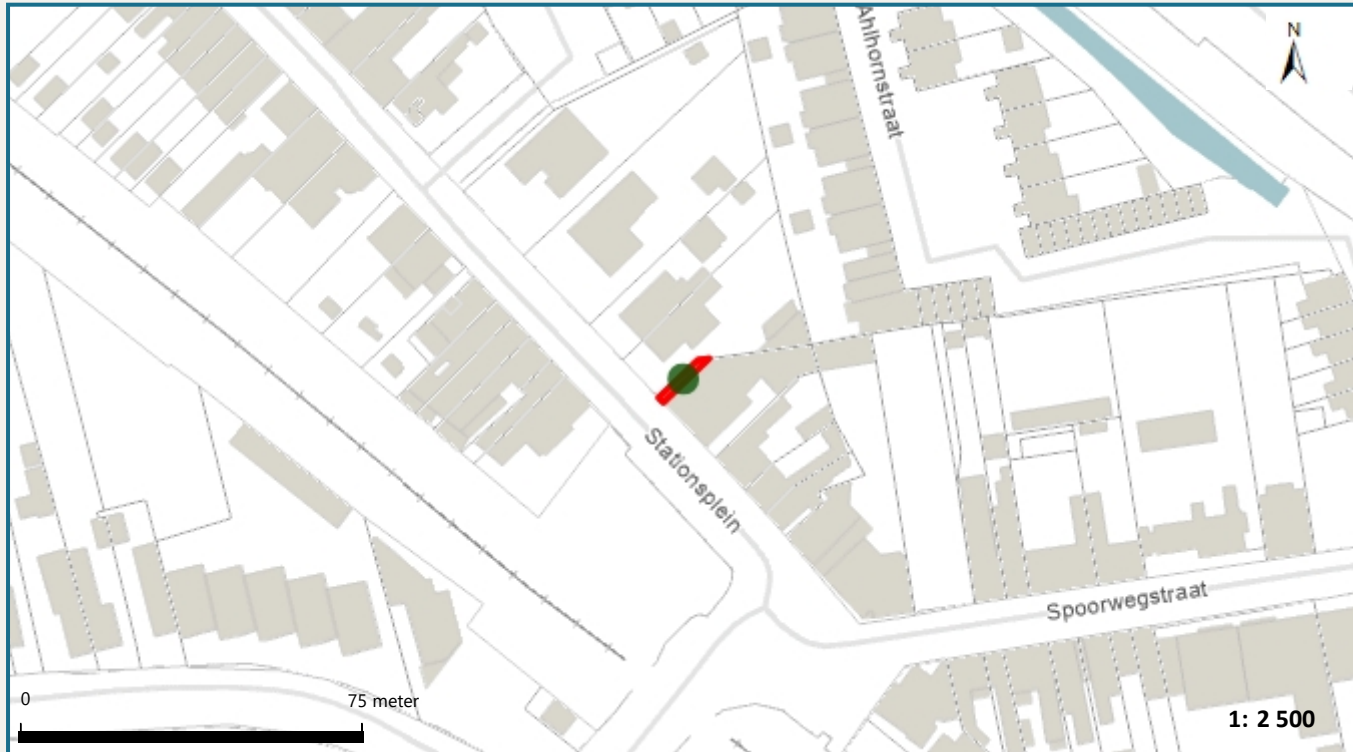 Ahlhornstraat
N
Stationsplein
Spoorwegstraat
0
75 meter
1: 2 500